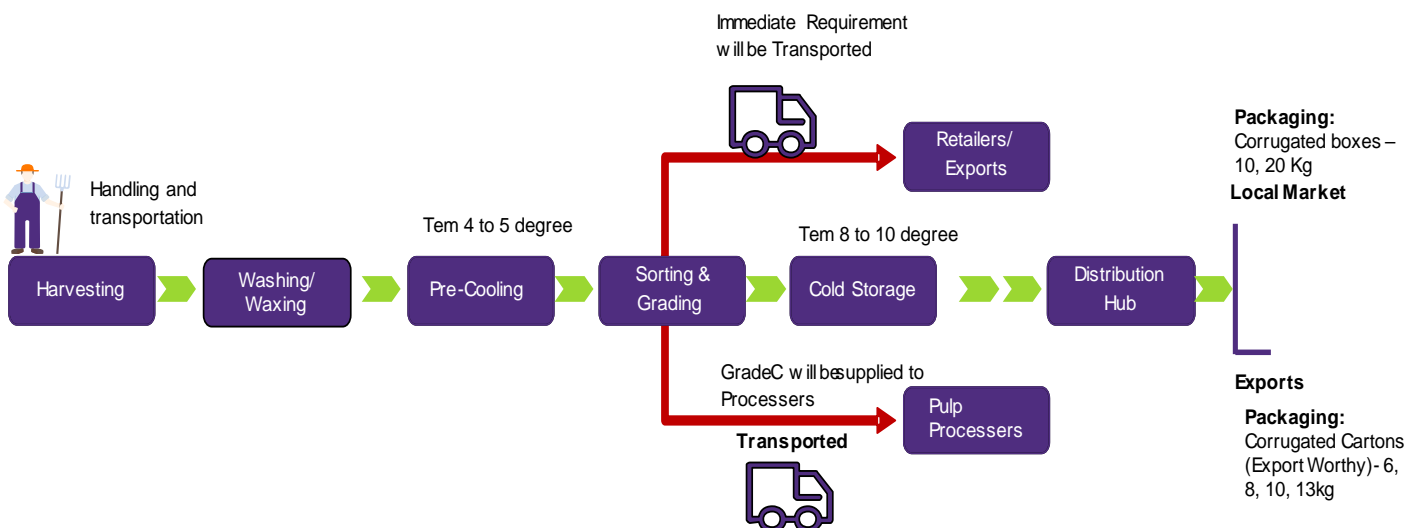 Immediate Requirement
will be Transported
Packaging:
Corrugated boxes –
10, 20 Kg
Local Market
Retailers/
Exports
Handling and
transportation
Tem 4 to 5 degree
Tem 8 to 10 degree
Harvesting
Washing/
Waxing
Pre-Cooling
Sorting &
Grading
Cold Storage
Distribution
Hub
GradeC will besupplied to
Processers
Transported
Pulp
Processers
Exports
Packaging:
Corrugated Cartons
(Export Worthy)- 6,
8, 10, 13kg